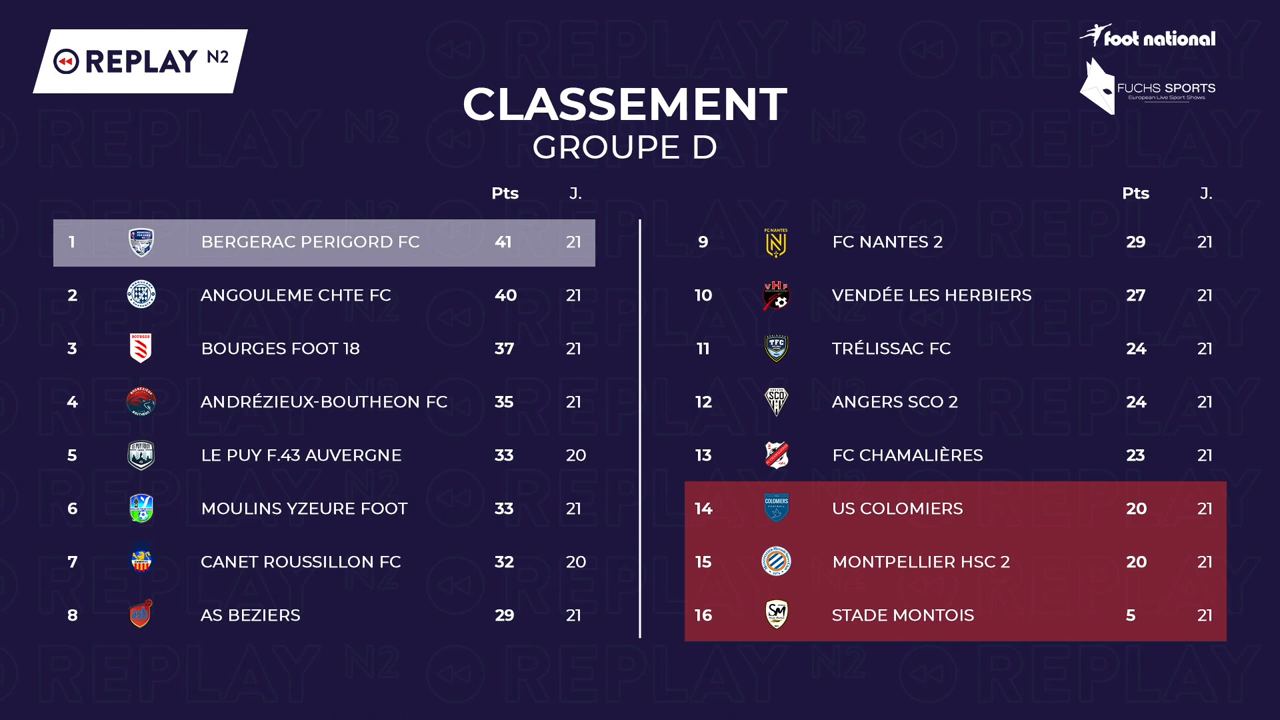 REPLAY N2
foot national
FUCHS SPORTS
European Live Sport Shows
CLASSEMENT
GROUPE D
Pts J.
1 BERGERAC PERIGORD FC 41 21
2 ANGOULEME CHTE FC 40 21
3 BOURGES FOOT 18 37 21
4 ANDRÉZIEUX-BOUTHEON FC 35 21
5 LE PUY F.43 AUVERGNE 33 20
6 MOULINS YZEURE FOOT 33 21
7 CANET ROUSSILLON FC 32 20
8 AS BEZIERS 29 21
Pts J.
9 FC NANTES 2 29 21
10 VENDÉE LES HERBIERS 27 21
11 TRÉLISSAC FC 24 21
12 ANGERS SCO 2 24 21
13 FC CHAMALIÈRES 23 21
14 US COLOMIERS 20 21
15 MONTPELLIER HSC 2 20 21
16 STADE MONTOIS 5 21